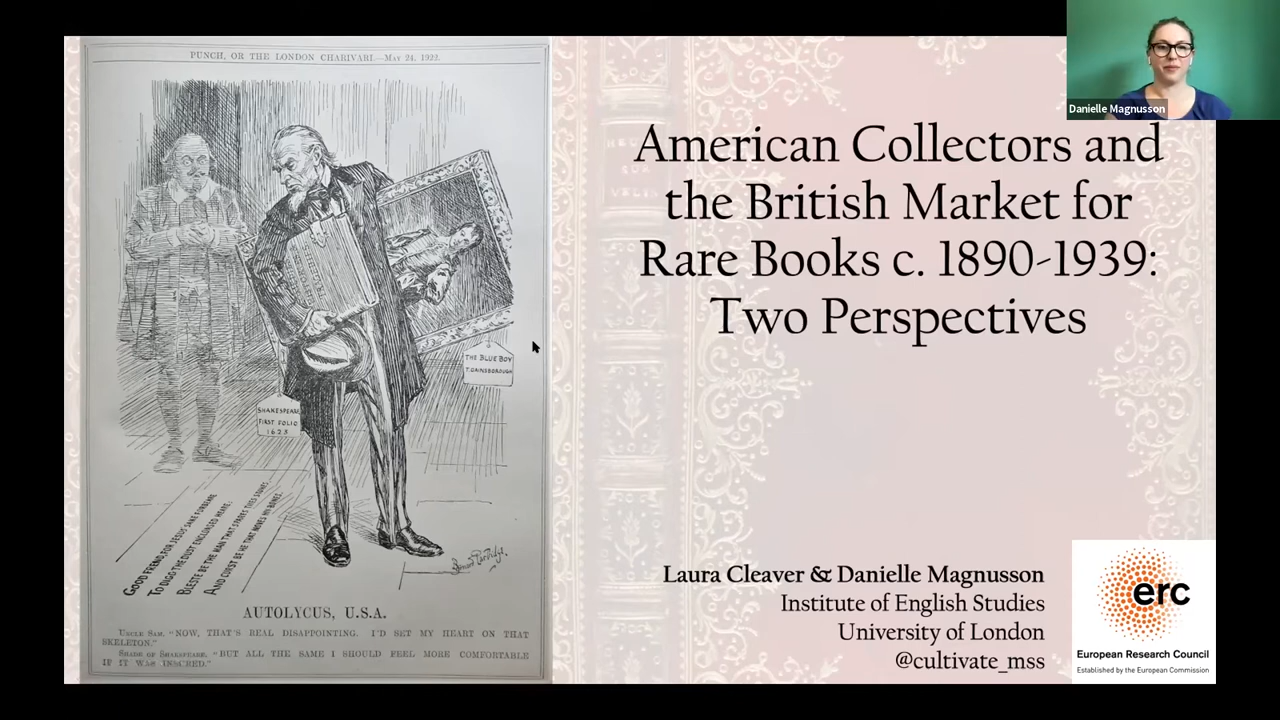 PUNCH, OR THE LONDON CHARIVARI.—MAY 24, 1922.
THE BLUE BOY
T. GAINSBOROUGH
SHAKESPEARE
FIRST FOLIO
1623
GOOD FREND FOR JESUS SAKE FORBEARE
TO DIGG THE DUST ENCLOASED HEARE:
BLESTE BE THE MAN THAT SPARES THES STONES
AND CURST BE HE THAT MOVES MY BONES
Bernard Partridge.
AUTOLYCUS, U.S.A.
UNCLE SAM. "NOW, THAT'S REAL DISAPPOINTING. I'D SET MY HEART ON THAT
SKELETON."
SHADE OF SHAKESPEARE. "BUT ALL THE SAME I SHOULD FEEL MORE COMFORTABLE
IF IT WAS INSURED."
Danielle Magnusson
American Collectors and
the British Market for
Rare Books c. 1890-1939:
Two Perspectives
Laura Cleaver & Danielle Magnusson
Institute of English Studies
University of London
@cultivate_mss
erc
European Research Council
Established by the European Commission